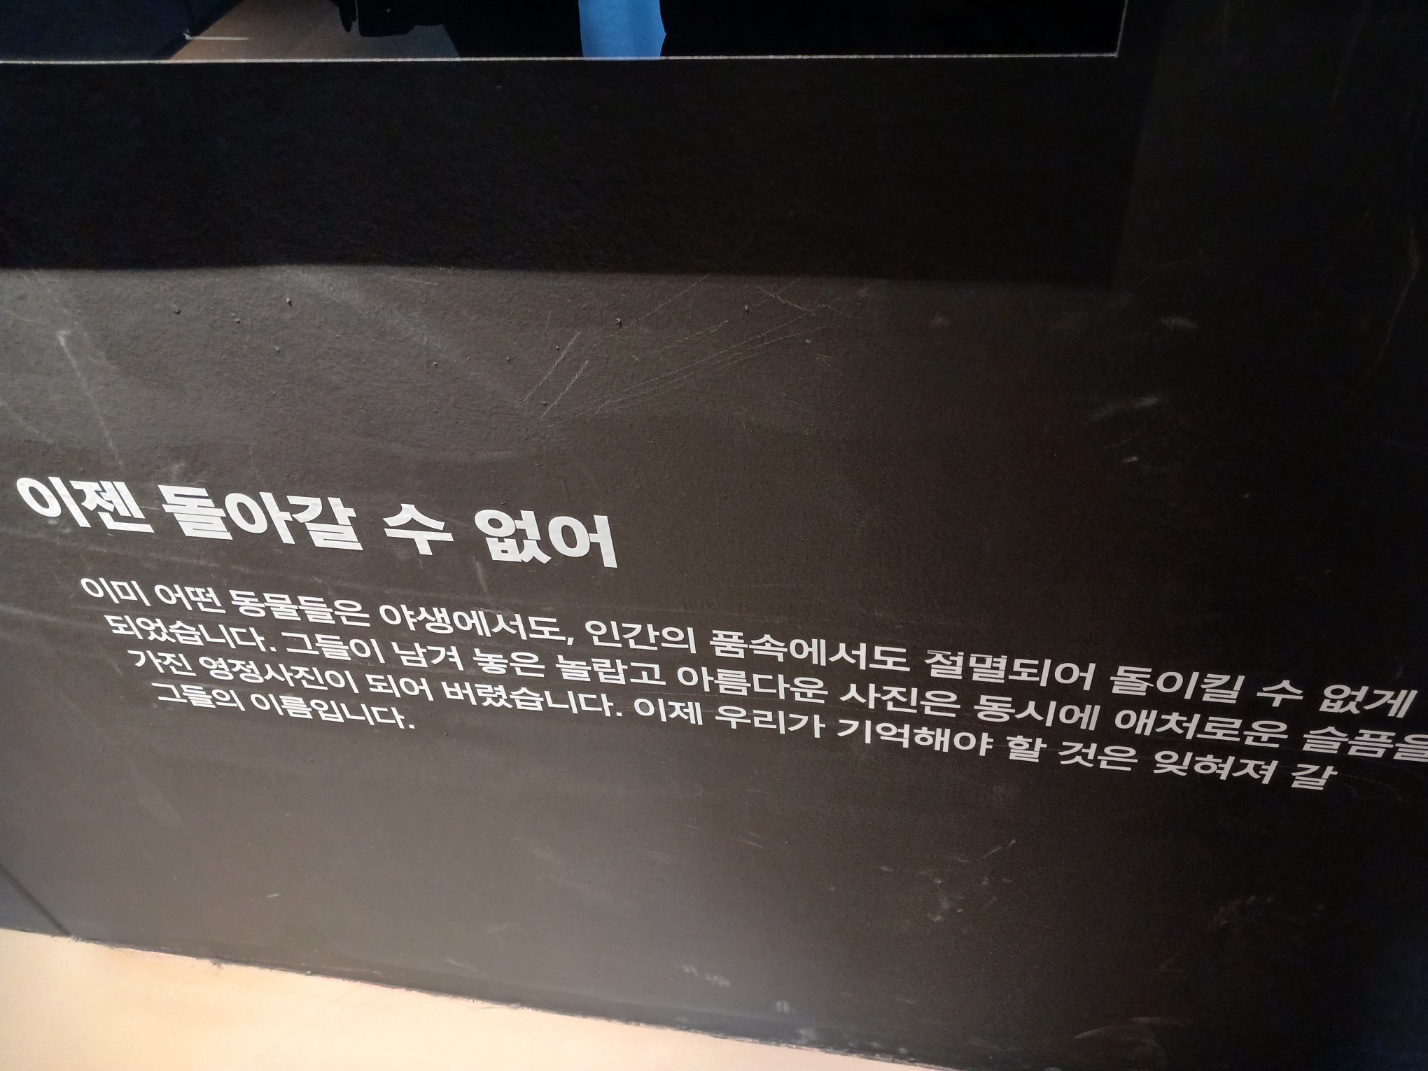 이젠 돌아갈 수 없어
이미 어떤 동물들은 야생에서도, 인간의 품속에서도 절멸되어 돌이킬 수 없게
되었습니다. 그들이 남겨 놓은 놀랍고 아름다운 사진은 동시에 애처로운 슬픔을
가진 영정사진이 되어 버렸습니다. 이제 우리가 기억해야 할 것은 잊혀져 갈
그들의 이름입니다.